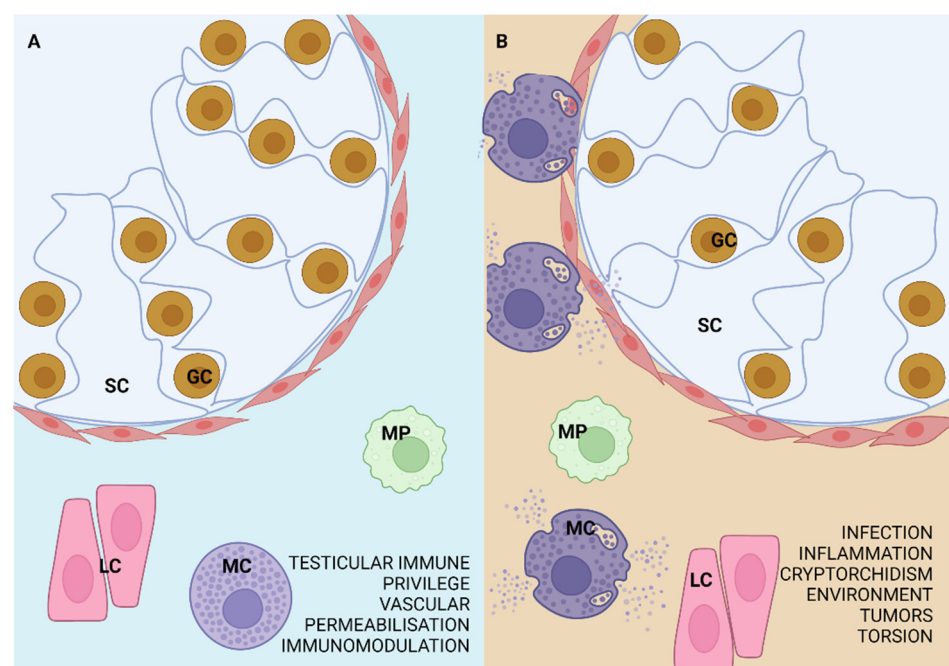 A
GC
SC
MP
LC
MC
TESTICULAR IMMUNE
PRIVILEGE
VASCULAR
PERMEABILISATION
IMMUNOMODULATION
B
GC
SC
MP
MC
LC
INFECTION
INFLAMMATION
CRYPTORCHIDISM
ENVIRONMENT
TUMORS
TORSION